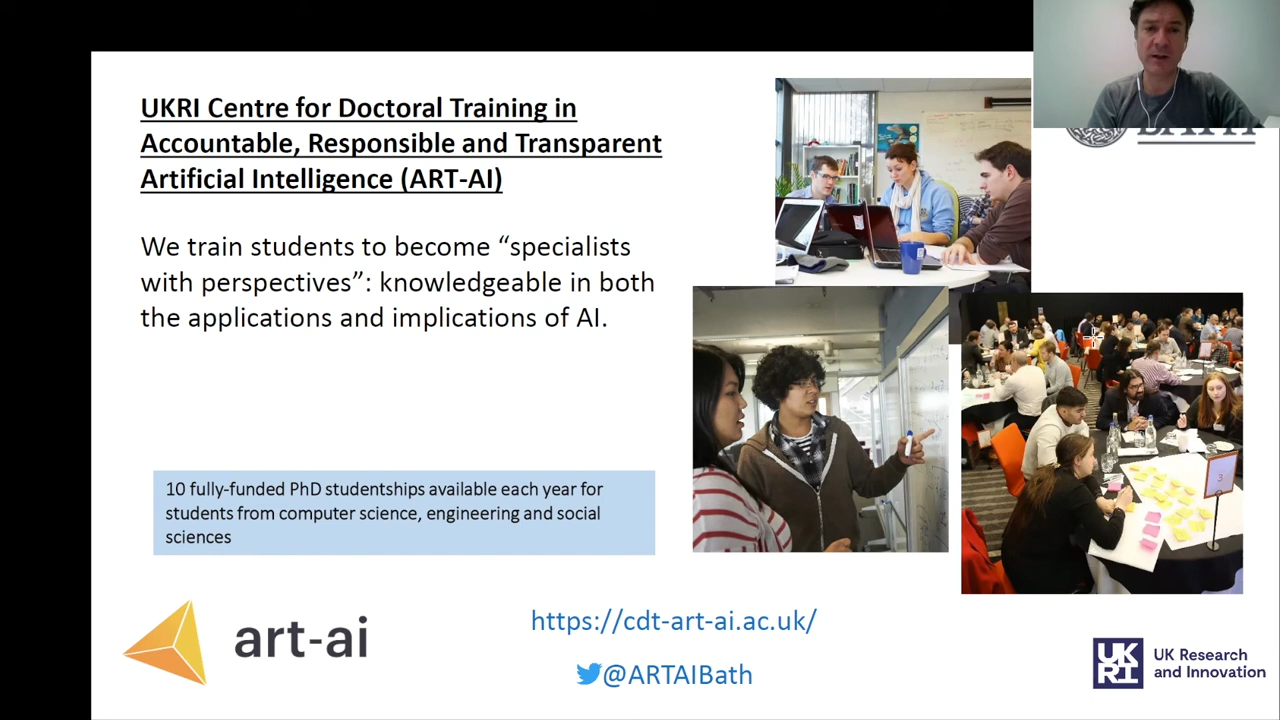 UKRI Centre for Doctoral Training in
Accountable, Responsible and Transparent
Artificial Intelligence (ART-AI)
We train students to become “specialists
with perspectives”: knowledgeable in both
the applications and implications of AI.
10 fully-funded PhD studentships available each year for
students from computer science, engineering and social
sciences
art-ai
https://cdt-art-ai.ac.uk/
@ARTAIBath
UK
RI
UK Research
and Innovation
3